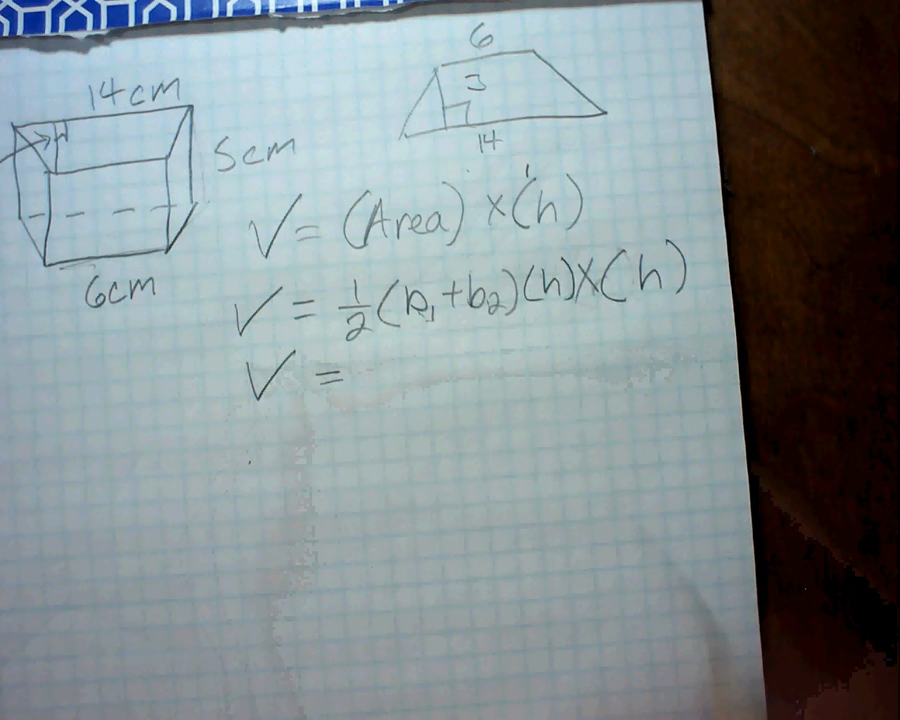 6
3
14
14cm
5cm
6cm
V = (Area) x (h)
V = 1/2 (b1+b2)(h)x(h)
V =